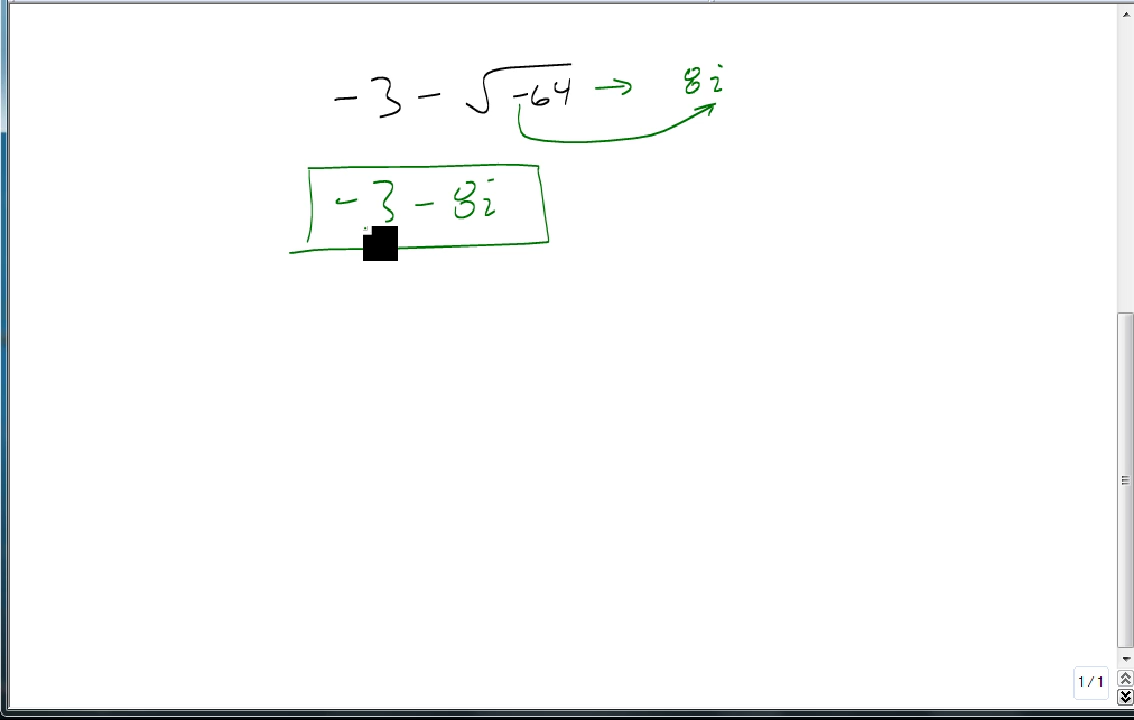 -3 - √-64 → 8i
-3 - 8i
1/1